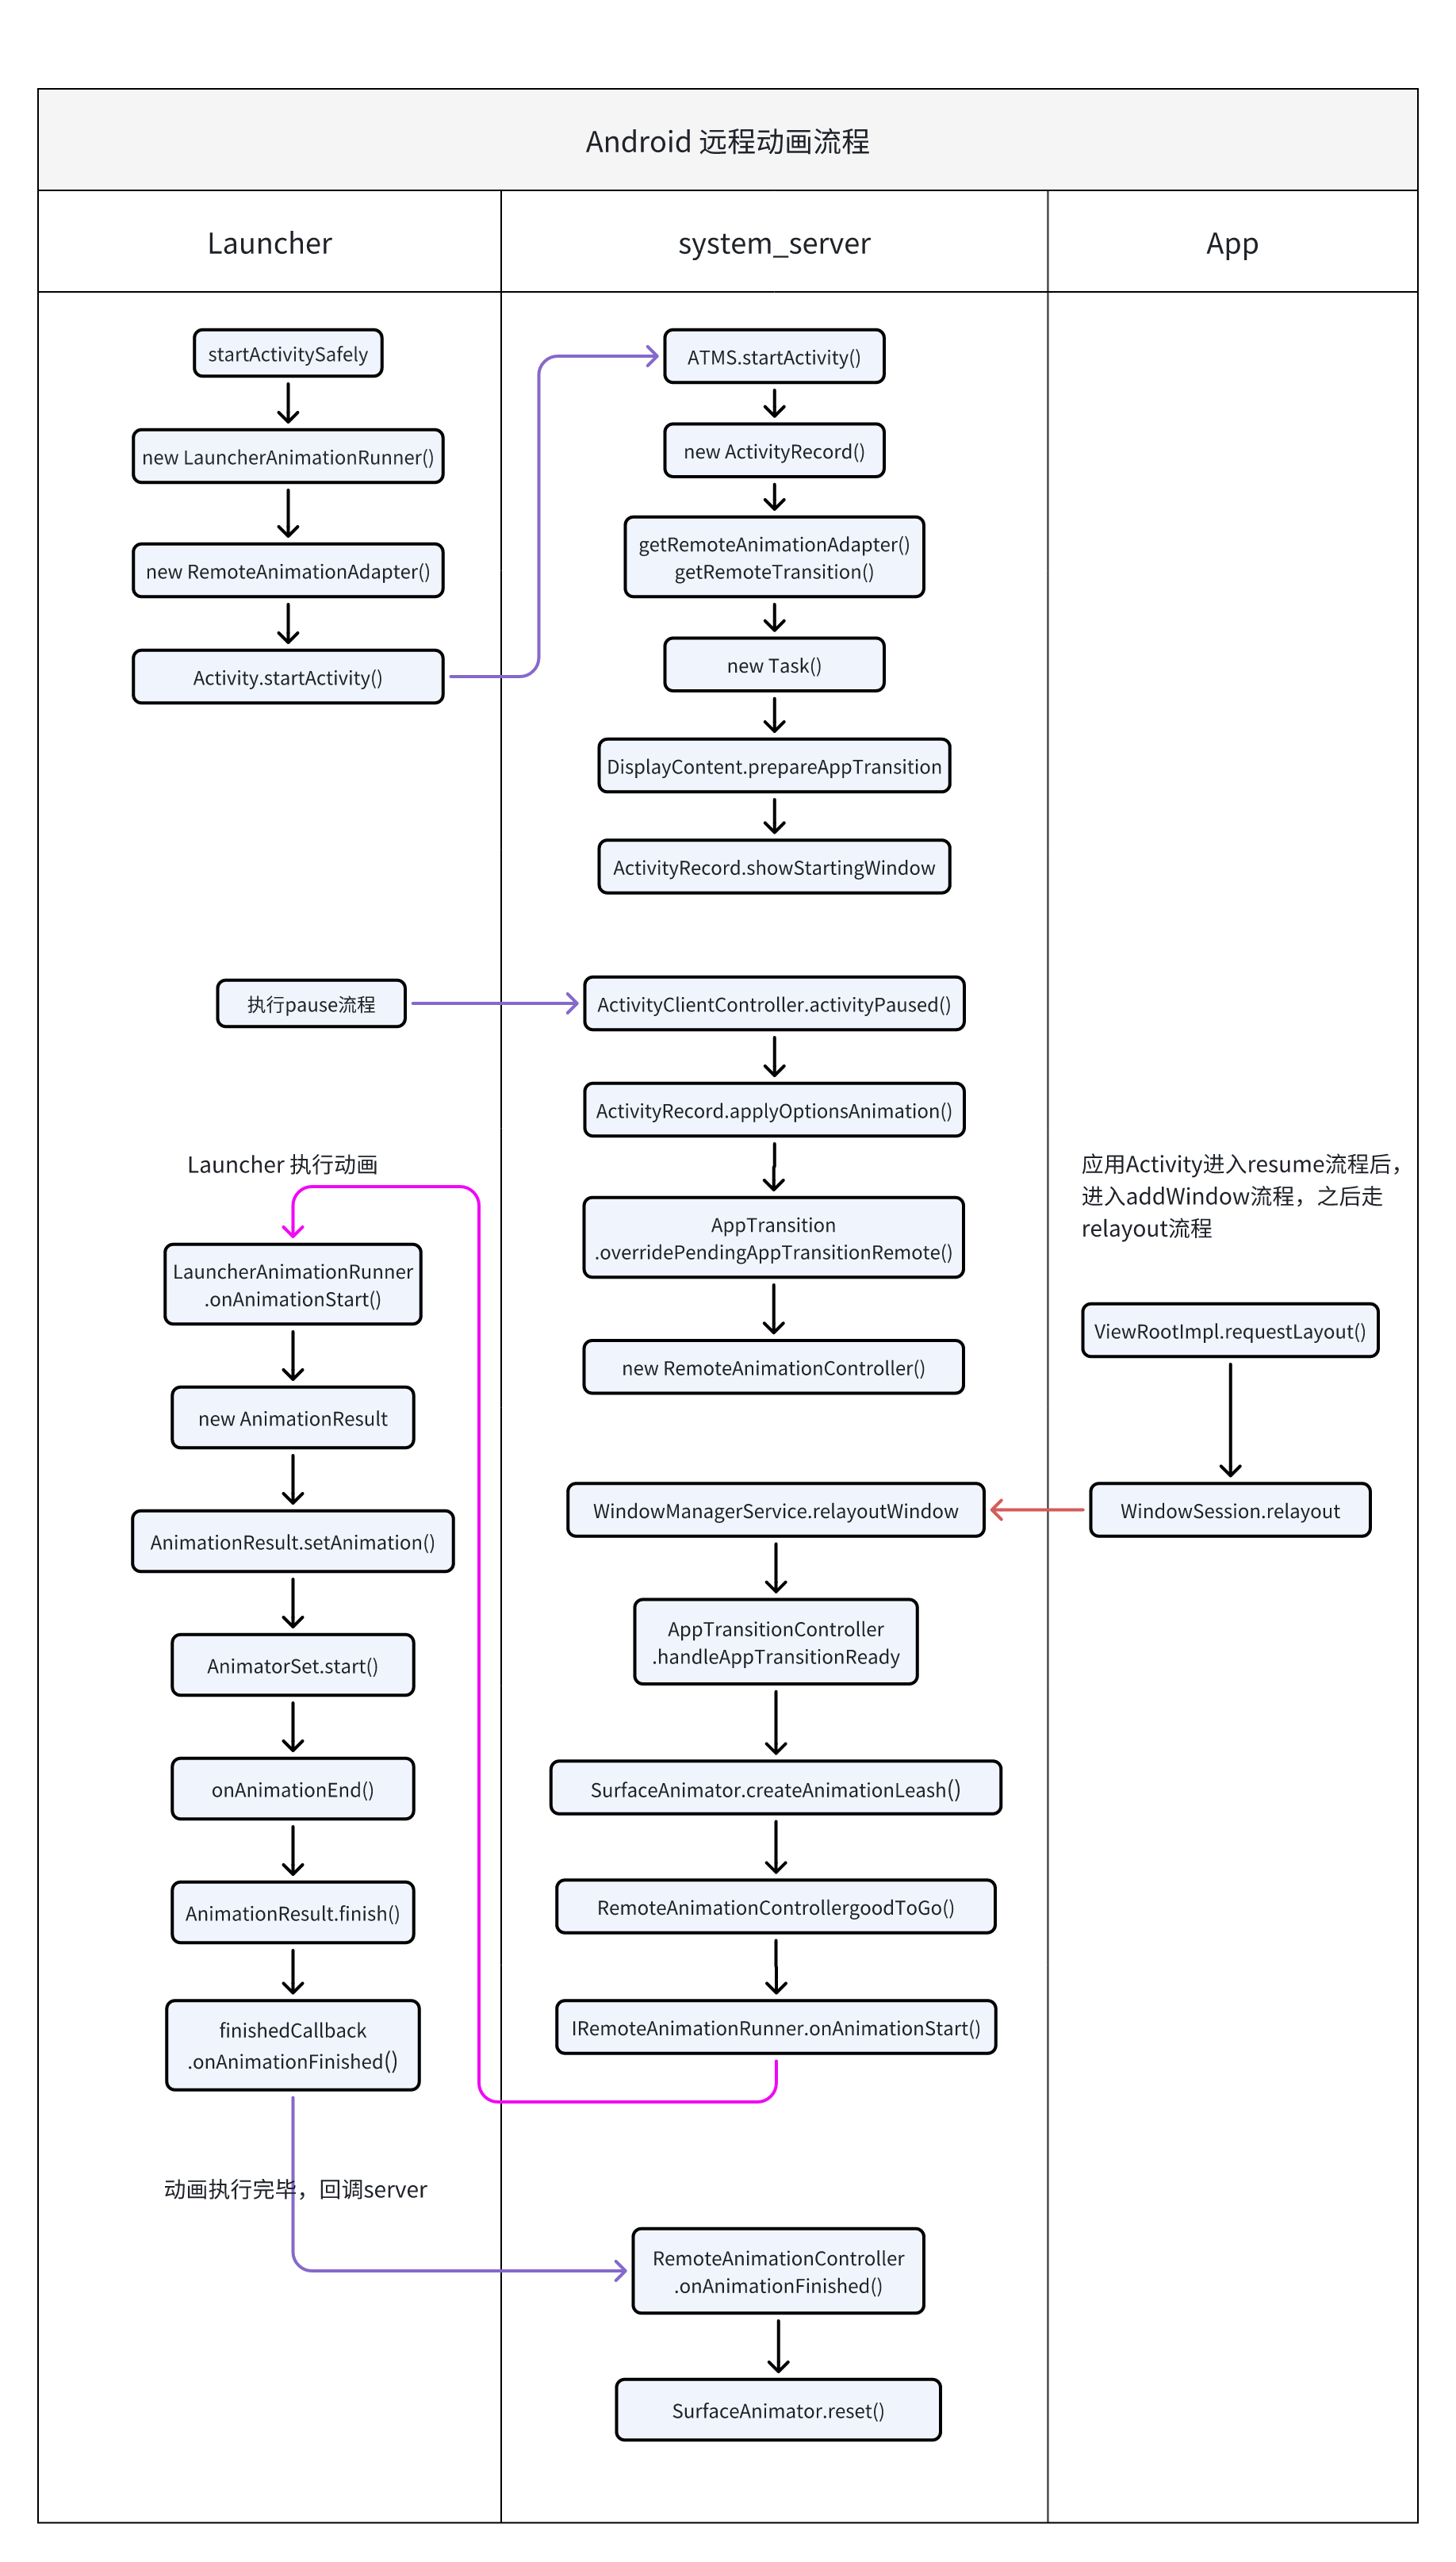 Android 远程动画流程
Launcher
system_server
App
startActivitySafely
new LauncherAnimationRunner()
new RemoteAnimationAdapter()
Activity.startActivity()
ATMS.startActivity()
new ActivityRecord()
getRemoteAnimationAdapter()
getRemoteTransition()
new Task()
DisplayContent.prepareAppTransition
ActivityRecord.showStartingWindow
执行pause流程
ActivityClientController.activityPaused()
ActivityRecord.applyOptionsAnimation()
AppTransition
.overridePendingAppTransitionRemote()
new RemoteAnimationController()
应用Activity进入resume流程后，
进入addWindow流程，之后走
relayout流程
ViewRootImpl.requestLayout()
WindowSession.relayout
WindowManagerService.relayoutWindow
AppTransitionController
.handleAppTransitionReady
SurfaceAnimator.createAnimationLeash()
RemoteAnimationControllergoodToGo()
IRemoteAnimationRunner.onAnimationStart()
Launcher 执行动画
LauncherAnimationRunner
.onAnimationStart()
new AnimationResult
AnimationResult.setAnimation()
AnimatorSet.start()
onAnimationEnd()
AnimationResult.finish()
finishedCallback
.onAnimationFinished()
动画执行完毕，回调server
RemoteAnimationController
.onAnimationFinished()
SurfaceAnimator.reset()